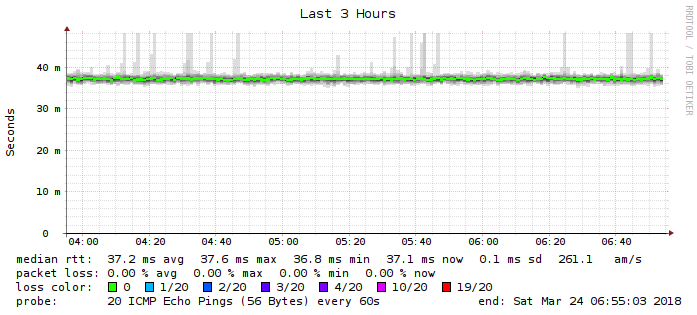 Last 3 Hours
RRDTOOL / TOBI OETIKER
Seconds
40 m
30 m
20 m
10 m
0
04:00 04:20 04:40 05:00 05:20 05:40 06:00 06:20 06:40
median rtt: 37.2 ms avg 37.6 ms max 36.8 ms min 37.1 ms now 0.1 ms sd 261.1 am/s
packet loss: 0.00 % avg 0.00 % max 0.00 % min 0.00 % now
loss color: 0 1/20 2/20 3/20 4/20 10/20 19/20
probe: 20 ICMP Echo Pings (56 Bytes) every 60s end: Sat Mar 24 06:55:03 2018